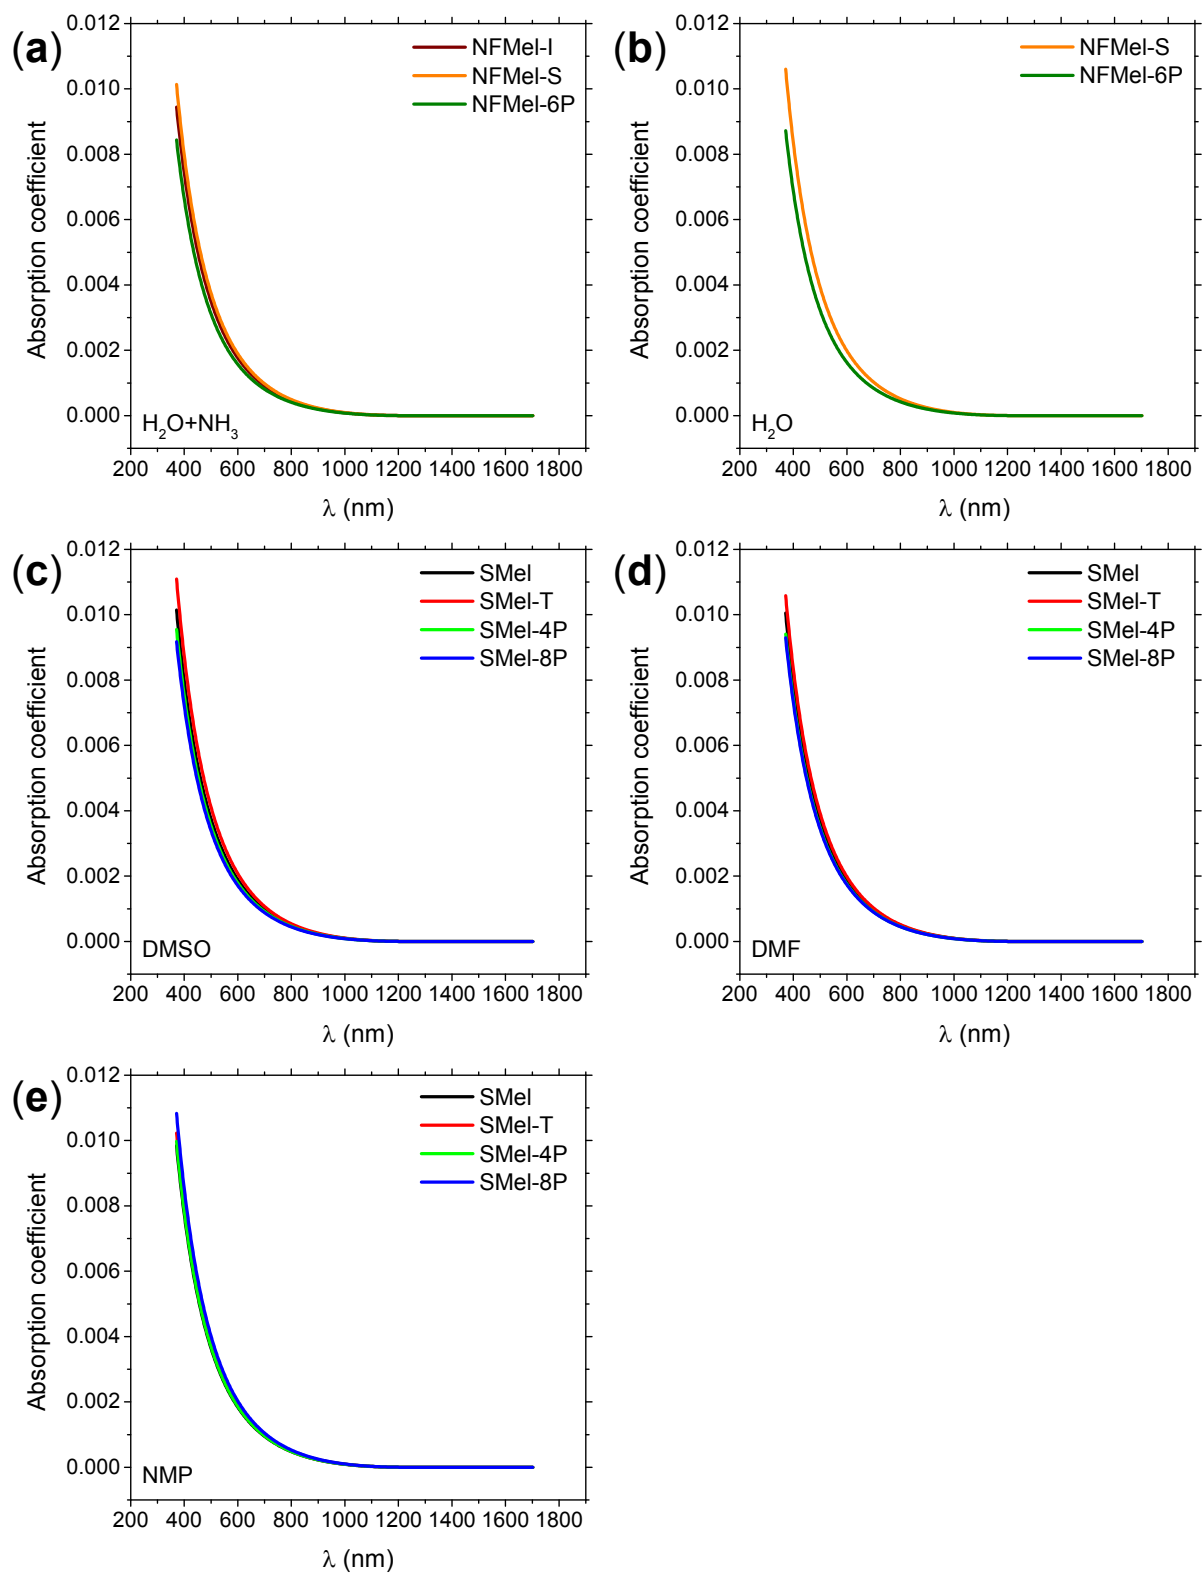 (a)
0.012
0.010
0.008
0.006
0.004
0.002
0.000
Absorption coefficient
NFMel-I
NFMel-S
NFMel-6P
H₂O+NH₃
200 400 600 800 1000 1200 1400 1600 1800
λ (nm)
(b)
0.012
0.010
0.008
0.006
0.004
0.002
0.000
Absorption coefficient
NFMel-S
NFMel-6P
H₂O
200 400 600 800 1000 1200 1400 1600 1800
λ (nm)
(c)
0.012
0.010
0.008
0.006
0.004
0.002
0.000
Absorption coefficient
SMel
SMel-T
SMel-4P
SMel-8P
DMSO
200 400 600 800 1000 1200 1400 1600 1800
λ (nm)
(d)
0.012
0.010
0.008
0.006
0.004
0.002
0.000
Absorption coefficient
SMel
SMel-T
SMel-4P
SMel-8P
DMF
200 400 600 800 1000 1200 1400 1600 1800
λ (nm)
(e)
0.012
0.010
0.008
0.006
0.004
0.002
0.000
Absorption coefficient
SMel
SMel-T
SMel-4P
SMel-8P
NMP
200 400 600 800 1000 1200 1400 1600 1800
λ (nm)